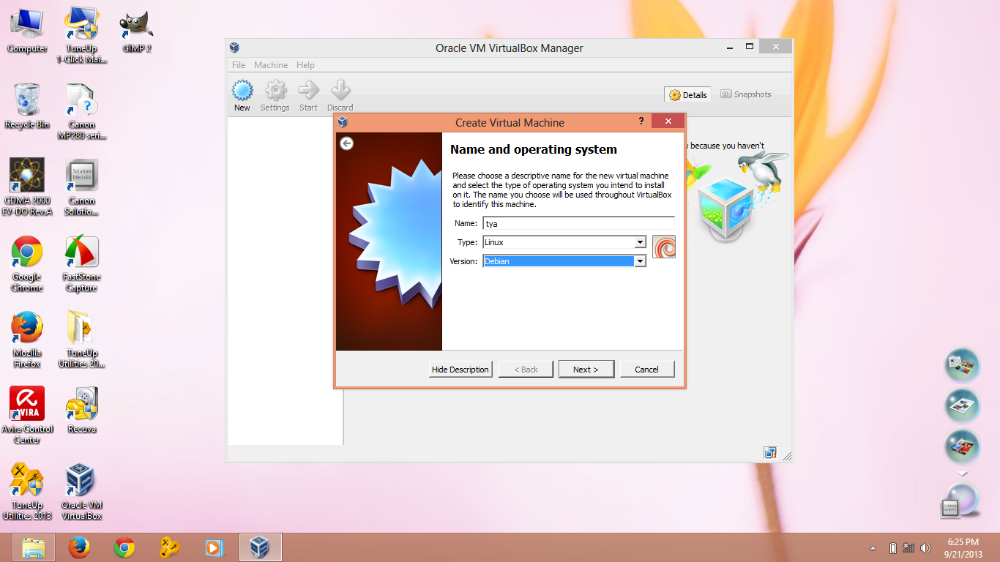 Computer
TuneUp
1-Click Mai...
GIMP 2
Recycle Bin
Canon
MP280 seri...
CDMA 2000
EV-DO Rev.A
Solution
MenuEX
Canon
Solutio...
Google
Chrome
FastStone
Capture
Mozilla
Firefox
TuneUp
Utilities 20...
AVIRA
Avira Control
Center
Recuva
TuneUp
Utilities 2013
Oracle VM
VirtualBox
Oracle VM VirtualBox Manager
File Machine Help
New Settings Start Discard
Details Snapshots
because you haven't
Create Virtual Machine
?
Name and operating system
Please choose a descriptive name for the new virtual machine
and select the type of operating system you intend to install
on it. The name you choose will be used throughout VirtualBox
to identify this machine.
Name: tya
Type: Linux
Version: Debian
Hide Description < Back Next > Cancel
Solution
MenuEX
6:25 PM
9/21/2013